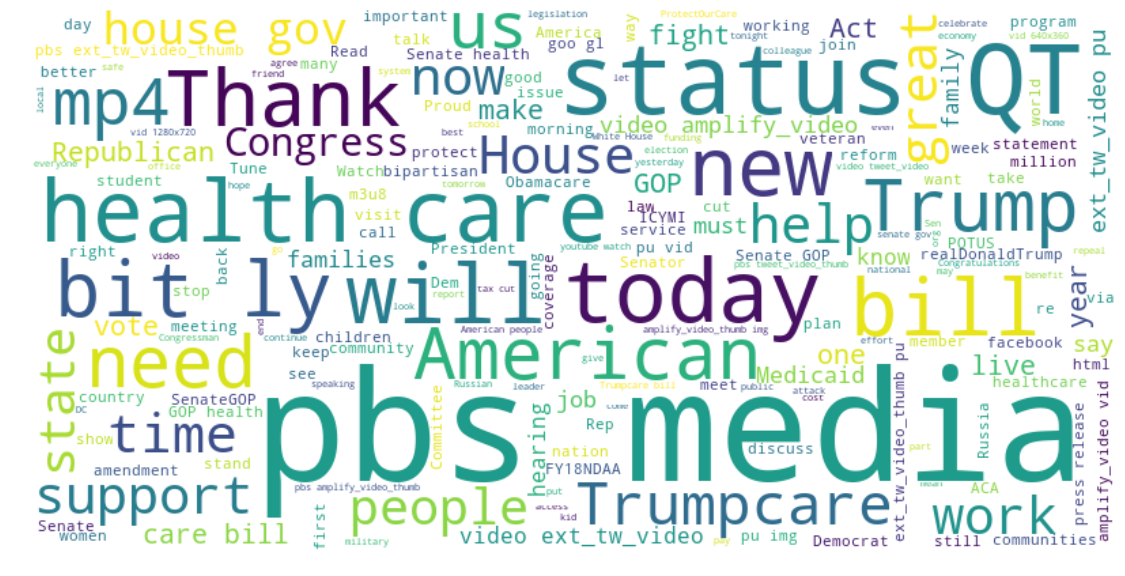 house gov
us
status
QT
great
Thank
mp4
now
Congress
House
new
Trump
health care
help
bit ly
will
today
bill
American
need
state
time
pbs media
support
people
Trumpcare
work
day
important
legislation
ProtectOurCare
celebrate
program
pbs ext_tw_video_thumb
talk
America
way
tonight
economy
vid 640x360
Read
Senate health
goo gl
fight
working
Act
colleague
join
agree
many
better
safe
friend
system
good
issue
let
family
world
home
local
Proud
make
school
vid 1280x720
best
morning
White House
video amplify_video
funding
even
veteran
week
statement
million
Republican
protect
election
yesterday
reform
video tweet_video
everyone
office
Tune
Watch
bipartisan
Obamacare
GOP
want
take
ext_tw_video pu
student
hope
m3u8
tomorrow
cut
law
ICYMI
service
must
visit
call
Sen
org
senate gov
POTUS
right
video
back
families
President
youtube watch
pu vid
Senate GOP
know
realDonaldTrump
repeal
go
going
coverage
Senator
pbs tweet_video_thumb
national
Congratulations
may
benefit
stop
Dem
report
tax cut
look
year
via
re
plan
vote
meeting
Congressman
end
continue
children
American people
amplify_video_thumb img
effort
member
facebook
say
keep
community
see
give
one
Medicaid
live
html
healthcare
speaking
Russian
leader
Trumpcare bill
meet
public
attack
cost
country
SenateGOP
DC
GOP health
show
Committee
hearing
job
Rep
come
discuss
ext_tw_video_thumb pu
Russia
part
press release
amplify_video vid
amendment
stand
nation
FY18NDAA
pbs amplify_video_thumb
put
access
kid
ACA
Senate
women
care bill
first
military
video ext_tw_video
pay
pu img
Democrat
still
communities